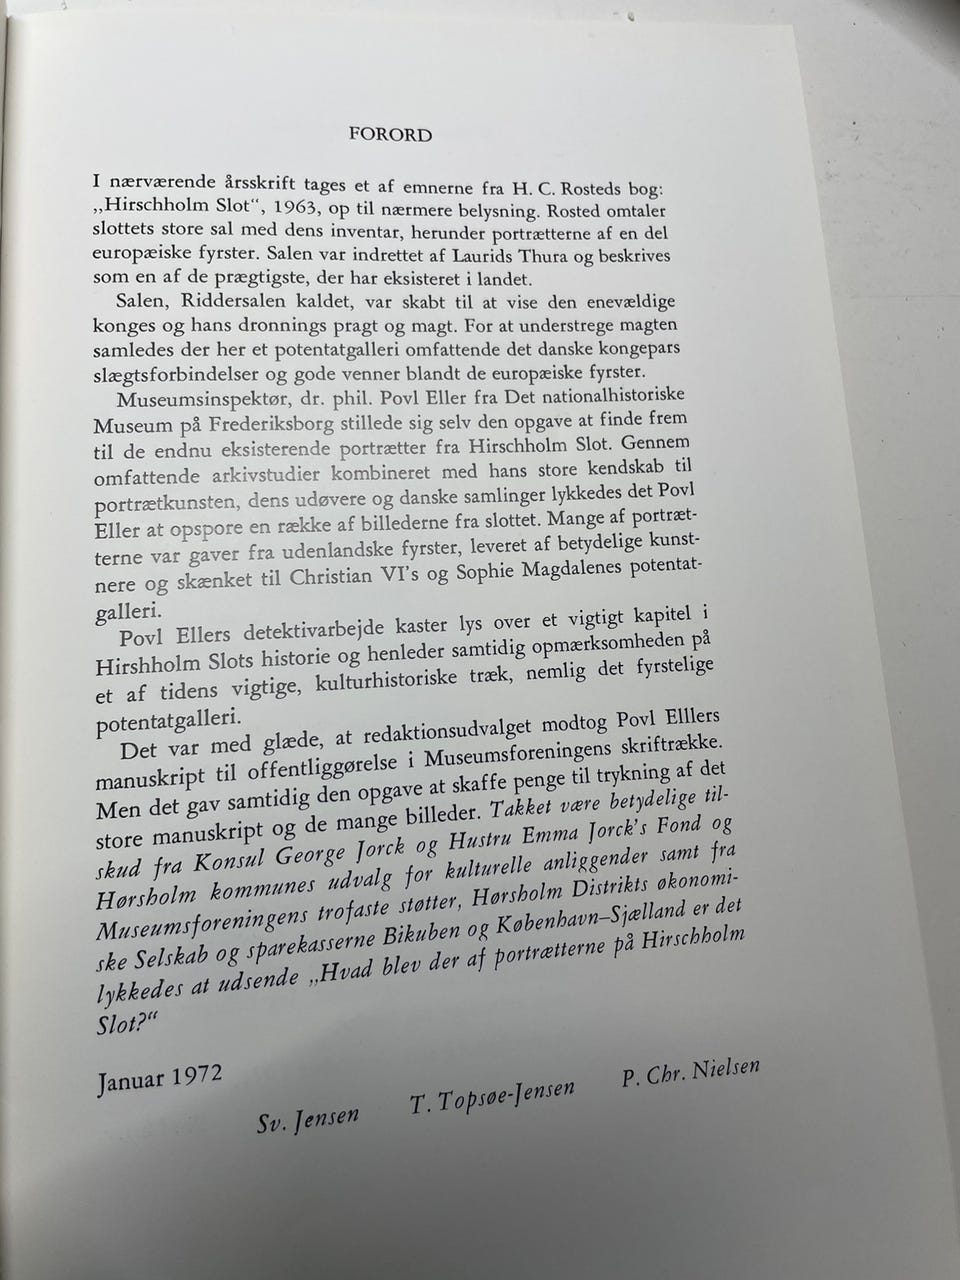 FORORD
I nærværende årsskrift tages et af emnerne fra H. C. Rosteds bog:
„Hirschholm Slot“, 1963, op til nærmere belysning. Rosted omtaler
slottets store sal med dens inventar, herunder portrætterne af en del
europæiske fyrster. Salen var indrettet af Laurids Thura og beskrives
som en af de prægtigste, der har eksisteret i landet.
Salen, Riddersalen kaldet, var skabt til at vise den enevældige
konges og hans dronnings pragt og magt. For at understrege magten
samledes der her et potentatgalleri omfattende det danske kongepars
slægtsforbindelser og gode venner blandt de europæiske fyrster.
Museumsinspektør, dr. phil. Povl Eller fra Det nationalhistoriske
Museum på Frederiksborg stillede sig selv den opgave at finde frem
til de endnu eksisterende portrætter fra Hirschholm Slot. Gennem
omfattende arkivstudier kombineret med hans store kendskab til
portrætkunsten, dens udøvere og danske samlinger lykkedes det Povl
Eller at opspore en række af billederne fra slottet. Mange af portræt-
terne var gaver fra udenlandske fyrster, leveret af betydelige kunst-
nere og skænket til Christian VI's og Sophie Magdalenes potentat-
galleri.
Povl Ellers detektivarbejde kaster lys over et vigtigt kapitel i
Hirshholm Slots historie og henleder samtidig opmærksomheden på
et af tidens vigtige, kulturhistoriske træk, nemlig det fyrstelige
potentatgalleri.
Det var med glæde, at redaktionsudvalget modtog Povl Elllers
manuskript til offentliggørelse i Museumsforeningens skriftrække.
Men det gav samtidig den opgave at skaffe penge til trykning af det
store manuskript og de mange billeder. Takket være betydelige til-
skud fra Konsul George Jorck og Hustru Emma Jorck's Fond og
Hørsholm kommunes udvalg for kulturelle anliggender samt fra
Museumsforeningens trofaste støtter, Hørsholm Distrikts økonomi-
ske Selskab og sparekasserne Bikuben og København–Sjælland er det
lykkedes at udsende „Hvad blev der af portrætterne på Hirschholm
Slot?“
Januar 1972
Sv. Jensen T. Topsøe-Jensen P. Chr. Nielsen